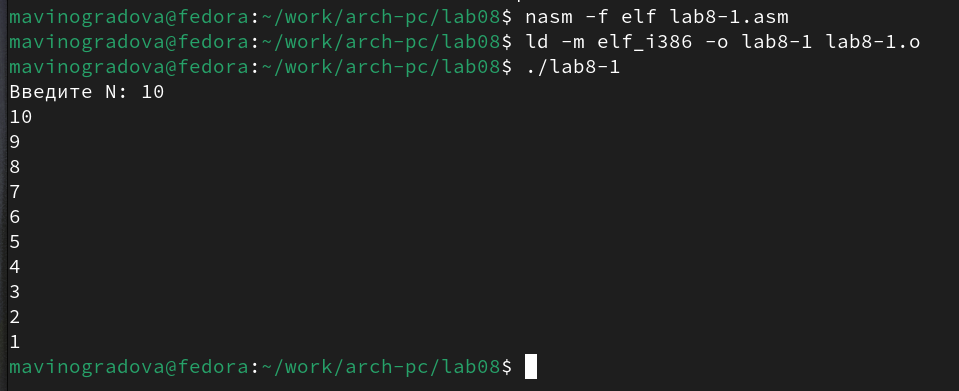 mavinogradova@fedora:~/work/arch-pc/lab08$ nasm -f elf lab8-1.asm
mavinogradova@fedora:~/work/arch-pc/lab08$ ld -m elf_i386 -o lab8-1 lab8-1.o
mavinogradova@fedora:~/work/arch-pc/lab08$ ./lab8-1
Введите N: 10
10
9
8
7
6
5
4
3
2
1
mavinogradova@fedora:~/work/arch-pc/lab08$